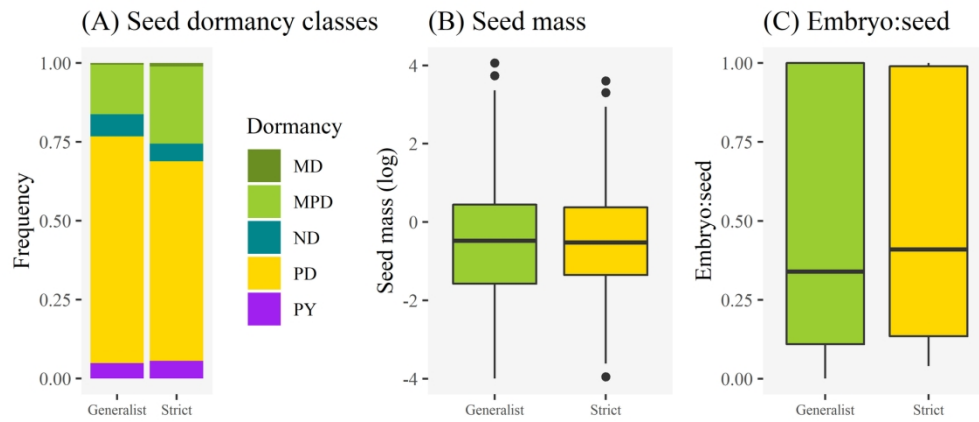 (A) Seed dormancy classes
1.00
0.75
0.50
0.25
0.00
Frequency
Generalist
Strict
Dormancy
MD
MPD
ND
PD
PY
(B) Seed mass
4
2
0
-2
-4
Seed mass (log)
Generalist
Strict
(C) Embryo:seed
1.00
0.75
0.50
0.25
0.00
Embryo:seed
Generalist
Strict